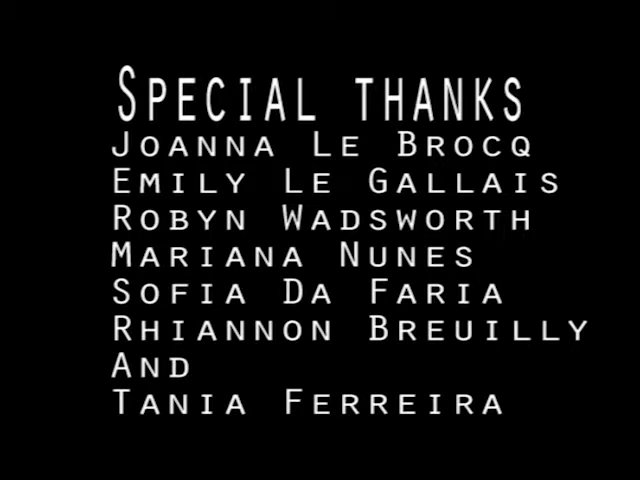 Special thanks
Joanna Le Brocq
Emily Le Gallais
Robyn Wadsworth
Mariana Nunes
Sofia Da Faria
Rhiannon Breuilly
And
Tania Ferreira